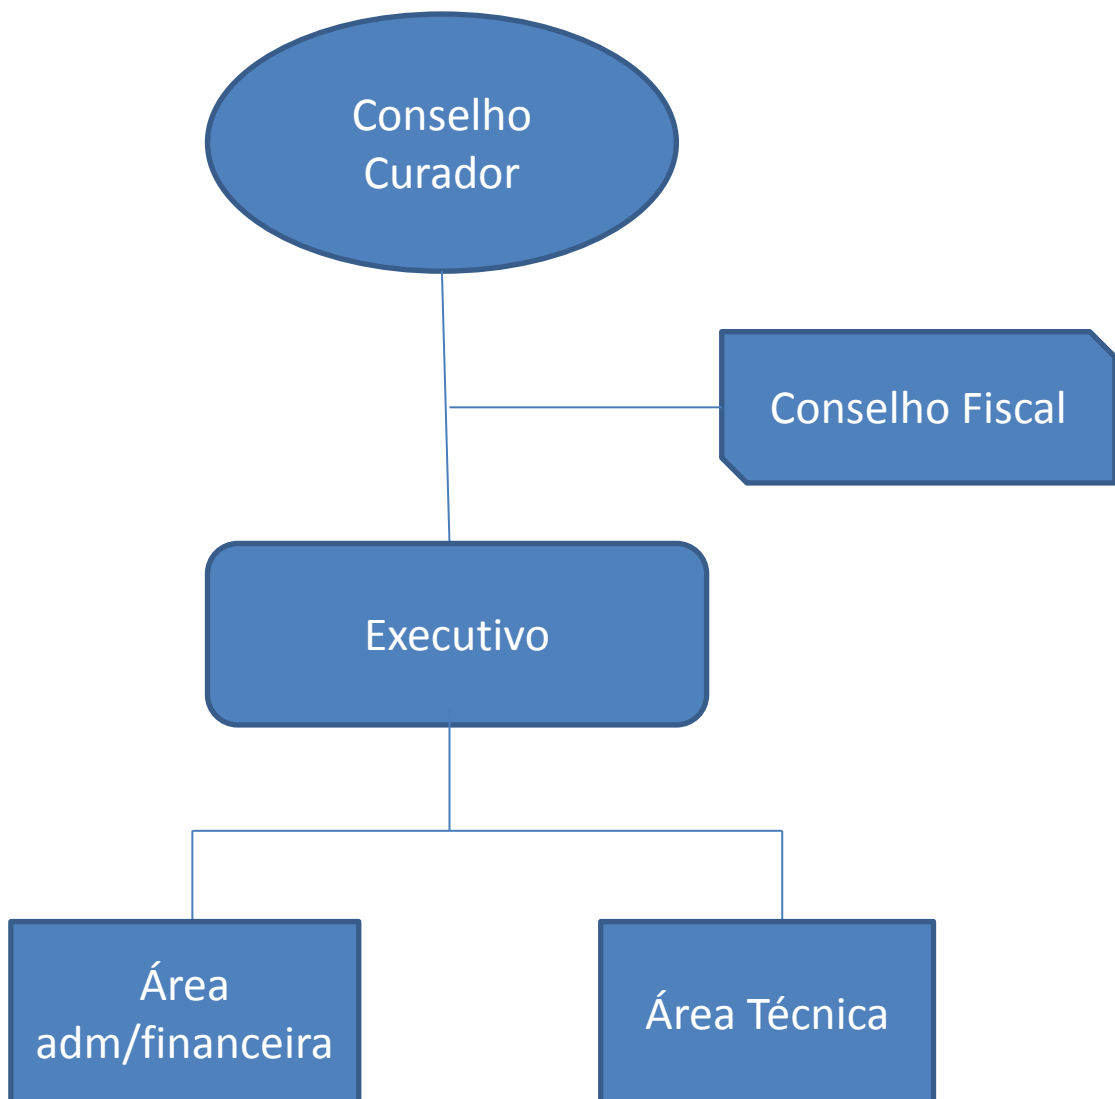 Conselho
Curador
Conselho Fiscal
Executivo
Área
adm/financeira
Área Técnica